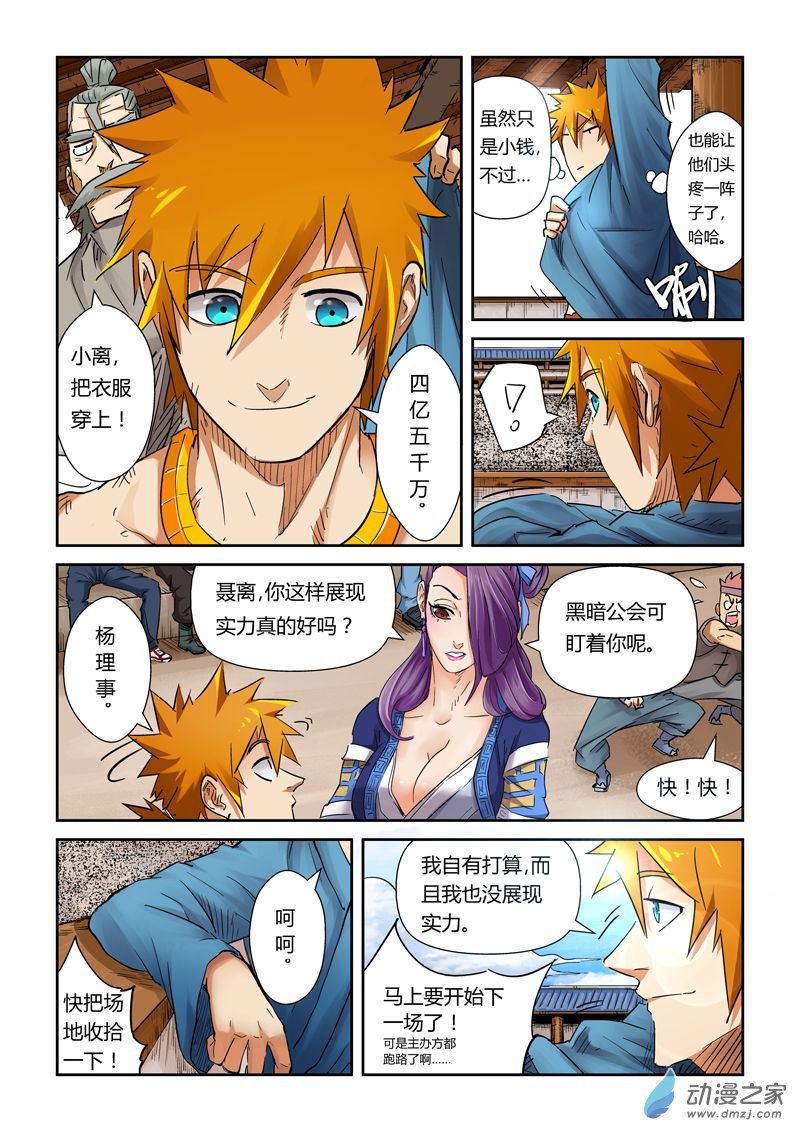 小离，
把衣服
穿上！
四
亿
五
千
万
。
虽然只
是小钱，
不过…
也能让
他们头
疼一阵
子了，
哈哈。
唰
！。
聂离，你这样展现
实力真的好吗？
杨
理
事
。
黑暗公会可
盯着你呢。
快！快！
呵
呵
。
快把场
地收拾
一下！
我自有打算，而
且我也没展现
实力。
马上要开始下
一场了！
可是主办方都
跑路了啊……
动漫之家
www.dmzj.com